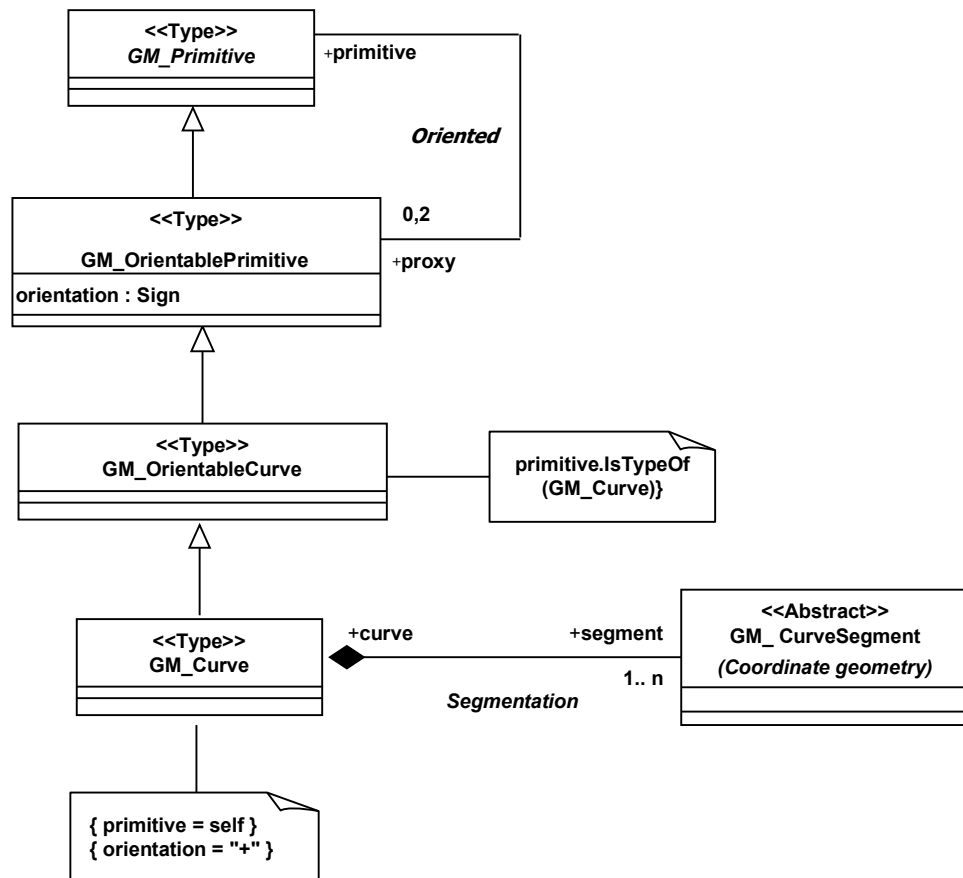 <<Type>>
GM_Primitive
+primitive
Oriented
<<Type>>
GM_OrientablePrimitive
orientation : Sign
0,2
+proxy
<<Type>>
GM_OrientableCurve
primitive.IsTypeOf
(GM_Curve)}
<<Type>>
GM_Curve
+curve
+segment
1.. n
Segmentation
<<Abstract>>
GM_ CurveSegment
(Coordinate geometry)
{ primitive = self }
{ orientation = "+" }